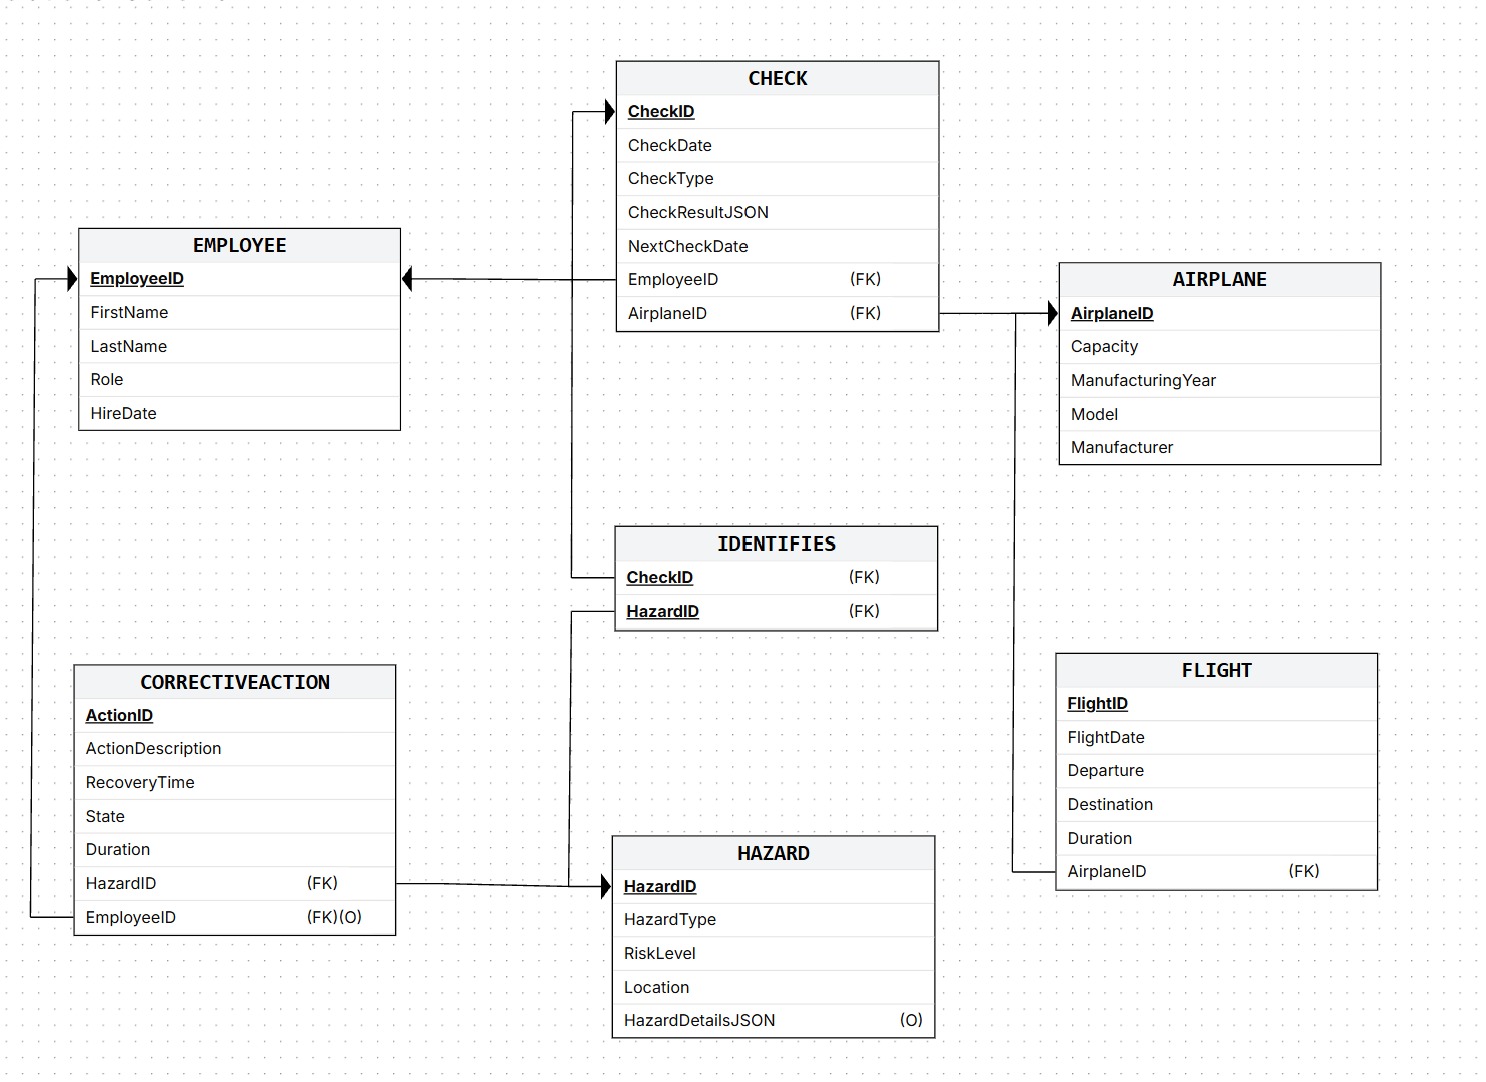 CHECK
CheckID
CheckDate
CheckType
CheckResultJSON
NextCheckDate
EmployeeID (FK)
AirplaneID (FK)
EMPLOYEE
EmployeeID
FirstName
LastName
Role
HireDate
AIRPLANE
AirplaneID
Capacity
ManufacturingYear
Model
Manufacturer
IDENTIFIES
CheckID (FK)
HazardID (FK)
CORRECTIVEACTION
ActionID
ActionDescription
RecoveryTime
State
Duration
HazardID (FK)
EmployeeID (FK)(O)
FLIGHT
FlightID
FlightDate
Departure
Destination
Duration
AirplaneID (FK)
HAZARD
HazardID
HazardType
RiskLevel
Location
HazardDetailsJSON (O)